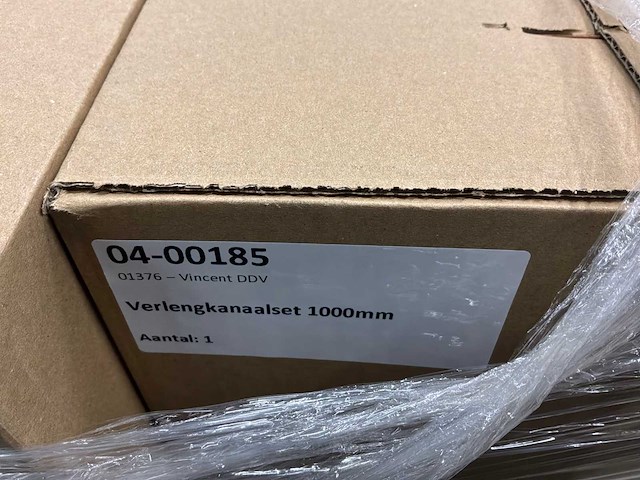 04-00185
01376 – Vincent DDV
Verlengkanaalset 1000mm
Aantal: 1